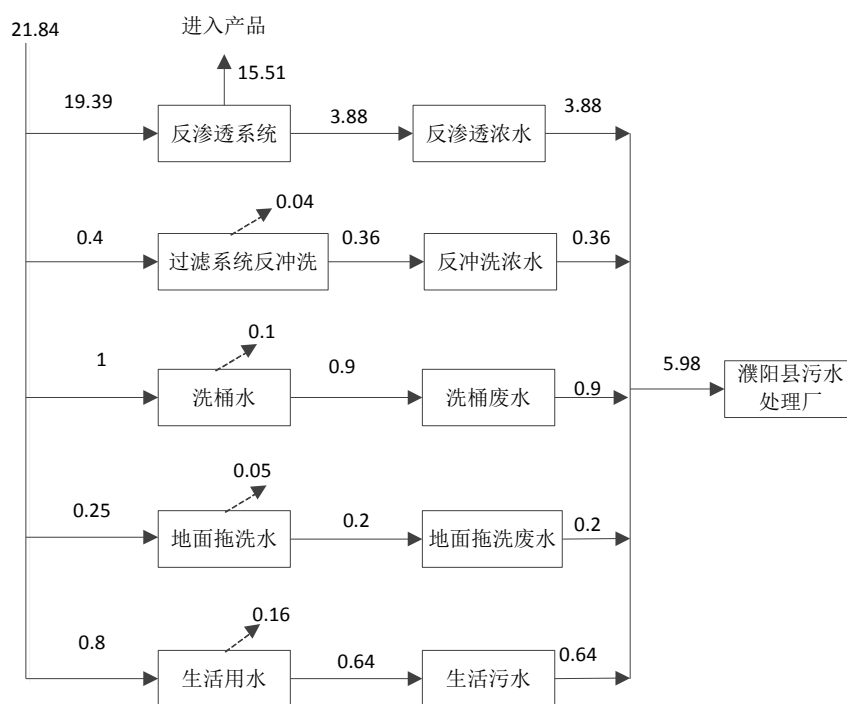 21.84
进入产品
15.51
19.39
反渗透系统
3.88
反渗透浓水
3.88
0.04
0.4
过滤系统反冲洗
0.36
反冲洗浓水
0.36
0.1
1
洗桶水
0.9
洗桶废水
0.9
5.98
濮阳县污水
处理厂
0.05
0.25
地面拖洗水
0.2
地面拖洗废水
0.2
0.16
0.8
生活用水
0.64
生活污水
0.64